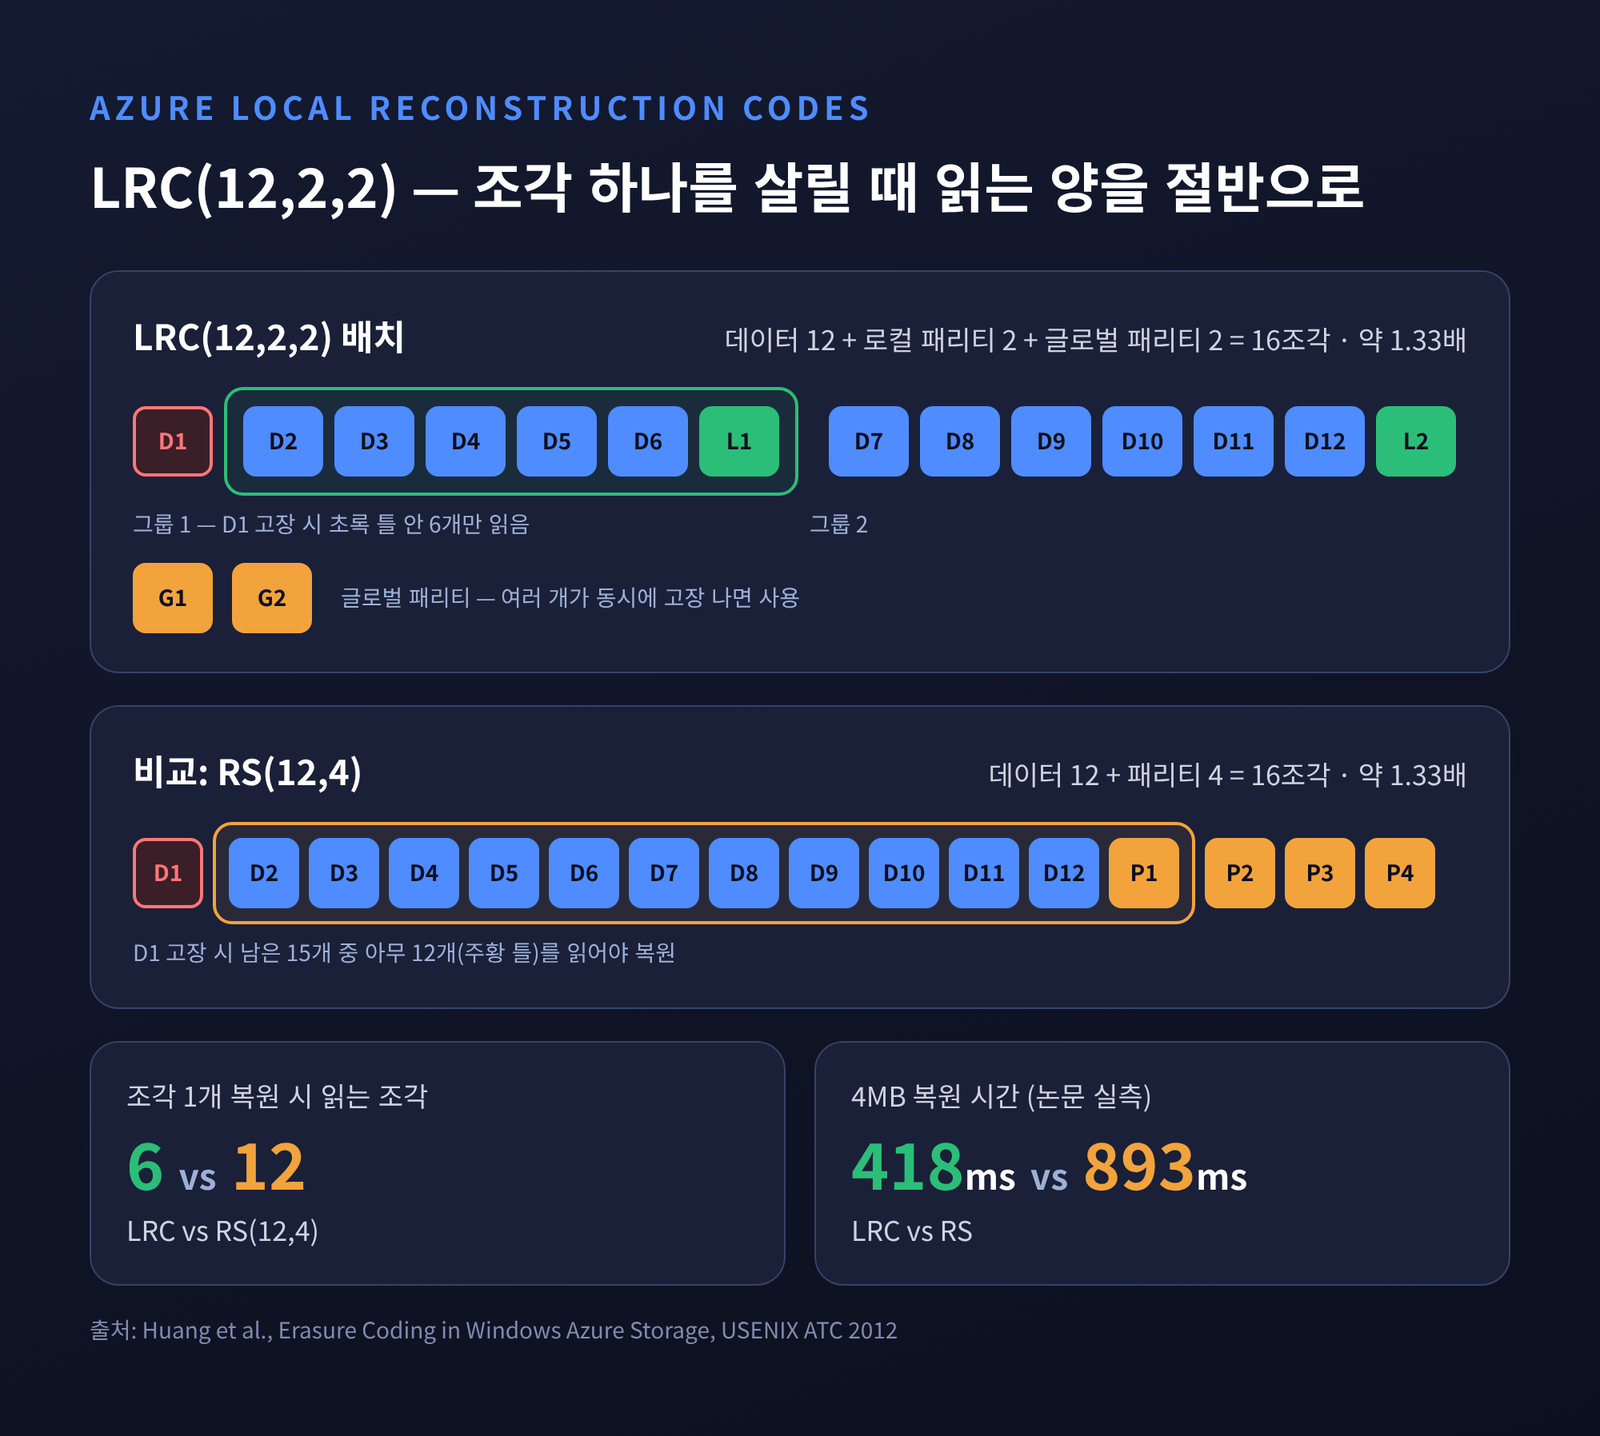 AZURE LOCAL RECONSTRUCTION CODES
LRC(12,2,2) — 조각 하나를 살릴 때 읽는 양을 절반으로
LRC(12,2,2) 배치
데이터 12 + 로컬 패리티 2 + 글로벌 패리티 2 = 16조각 · 약 1.33배
D1 D2 D3 D4 D5 D6 L1 D7 D8 D9 D10 D11 D12 L2
그룹 1 — D1 고장 시 초록 틀 안 6개만 읽음
그룹 2
G1 G2 글로벌 패리티 — 여러 개가 동시에 고장 나면 사용
비교: RS(12,4)
데이터 12 + 패리티 4 = 16조각 · 약 1.33배
D1 D2 D3 D4 D5 D6 D7 D8 D9 D10 D11 D12 P1 P2 P3 P4
D1 고장 시 남은 15개 중 아무 12개(주황 틀)를 읽어야 복원
조각 1개 복원 시 읽는 조각
6 vs 12
LRC vs RS(12,4)
4MB 복원 시간 (논문 실측)
418ms vs 893ms
LRC vs RS
출처: Huang et al., Erasure Coding in Windows Azure Storage, USENIX ATC 2012